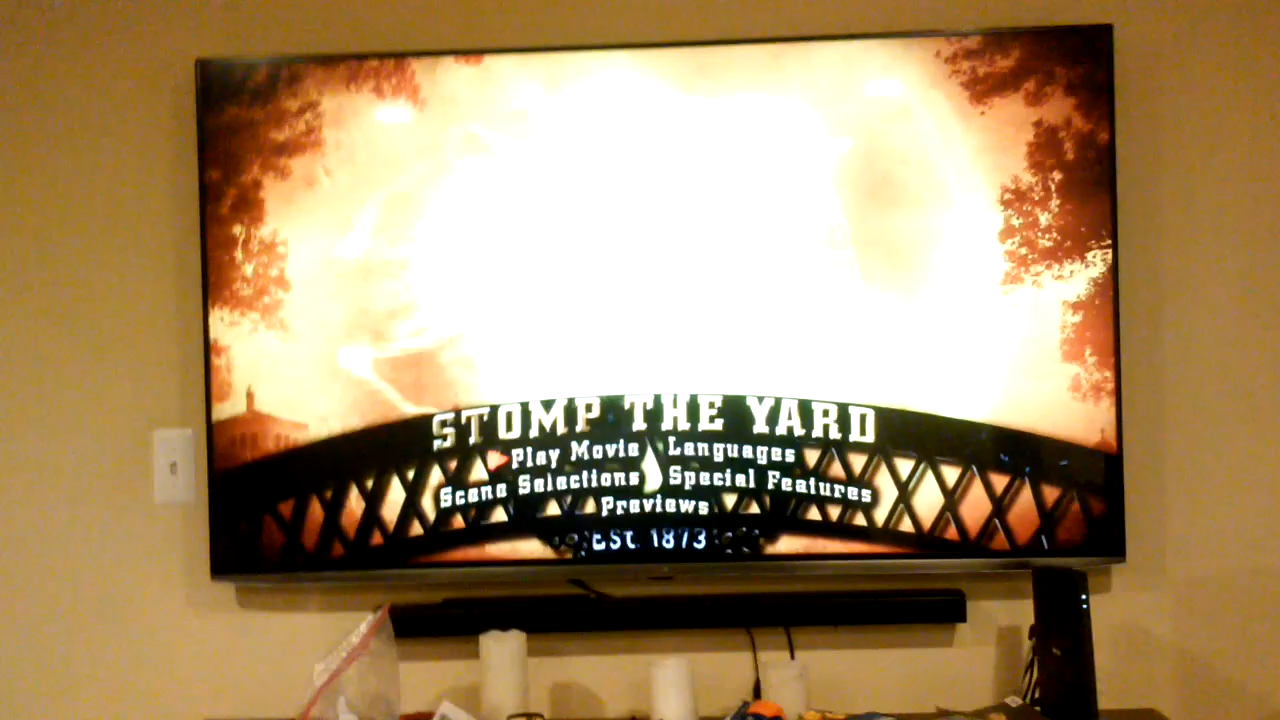 STOMP THE YARD
Play Movie Languages
Scene Selections Special Features
Previews
EST. 1873